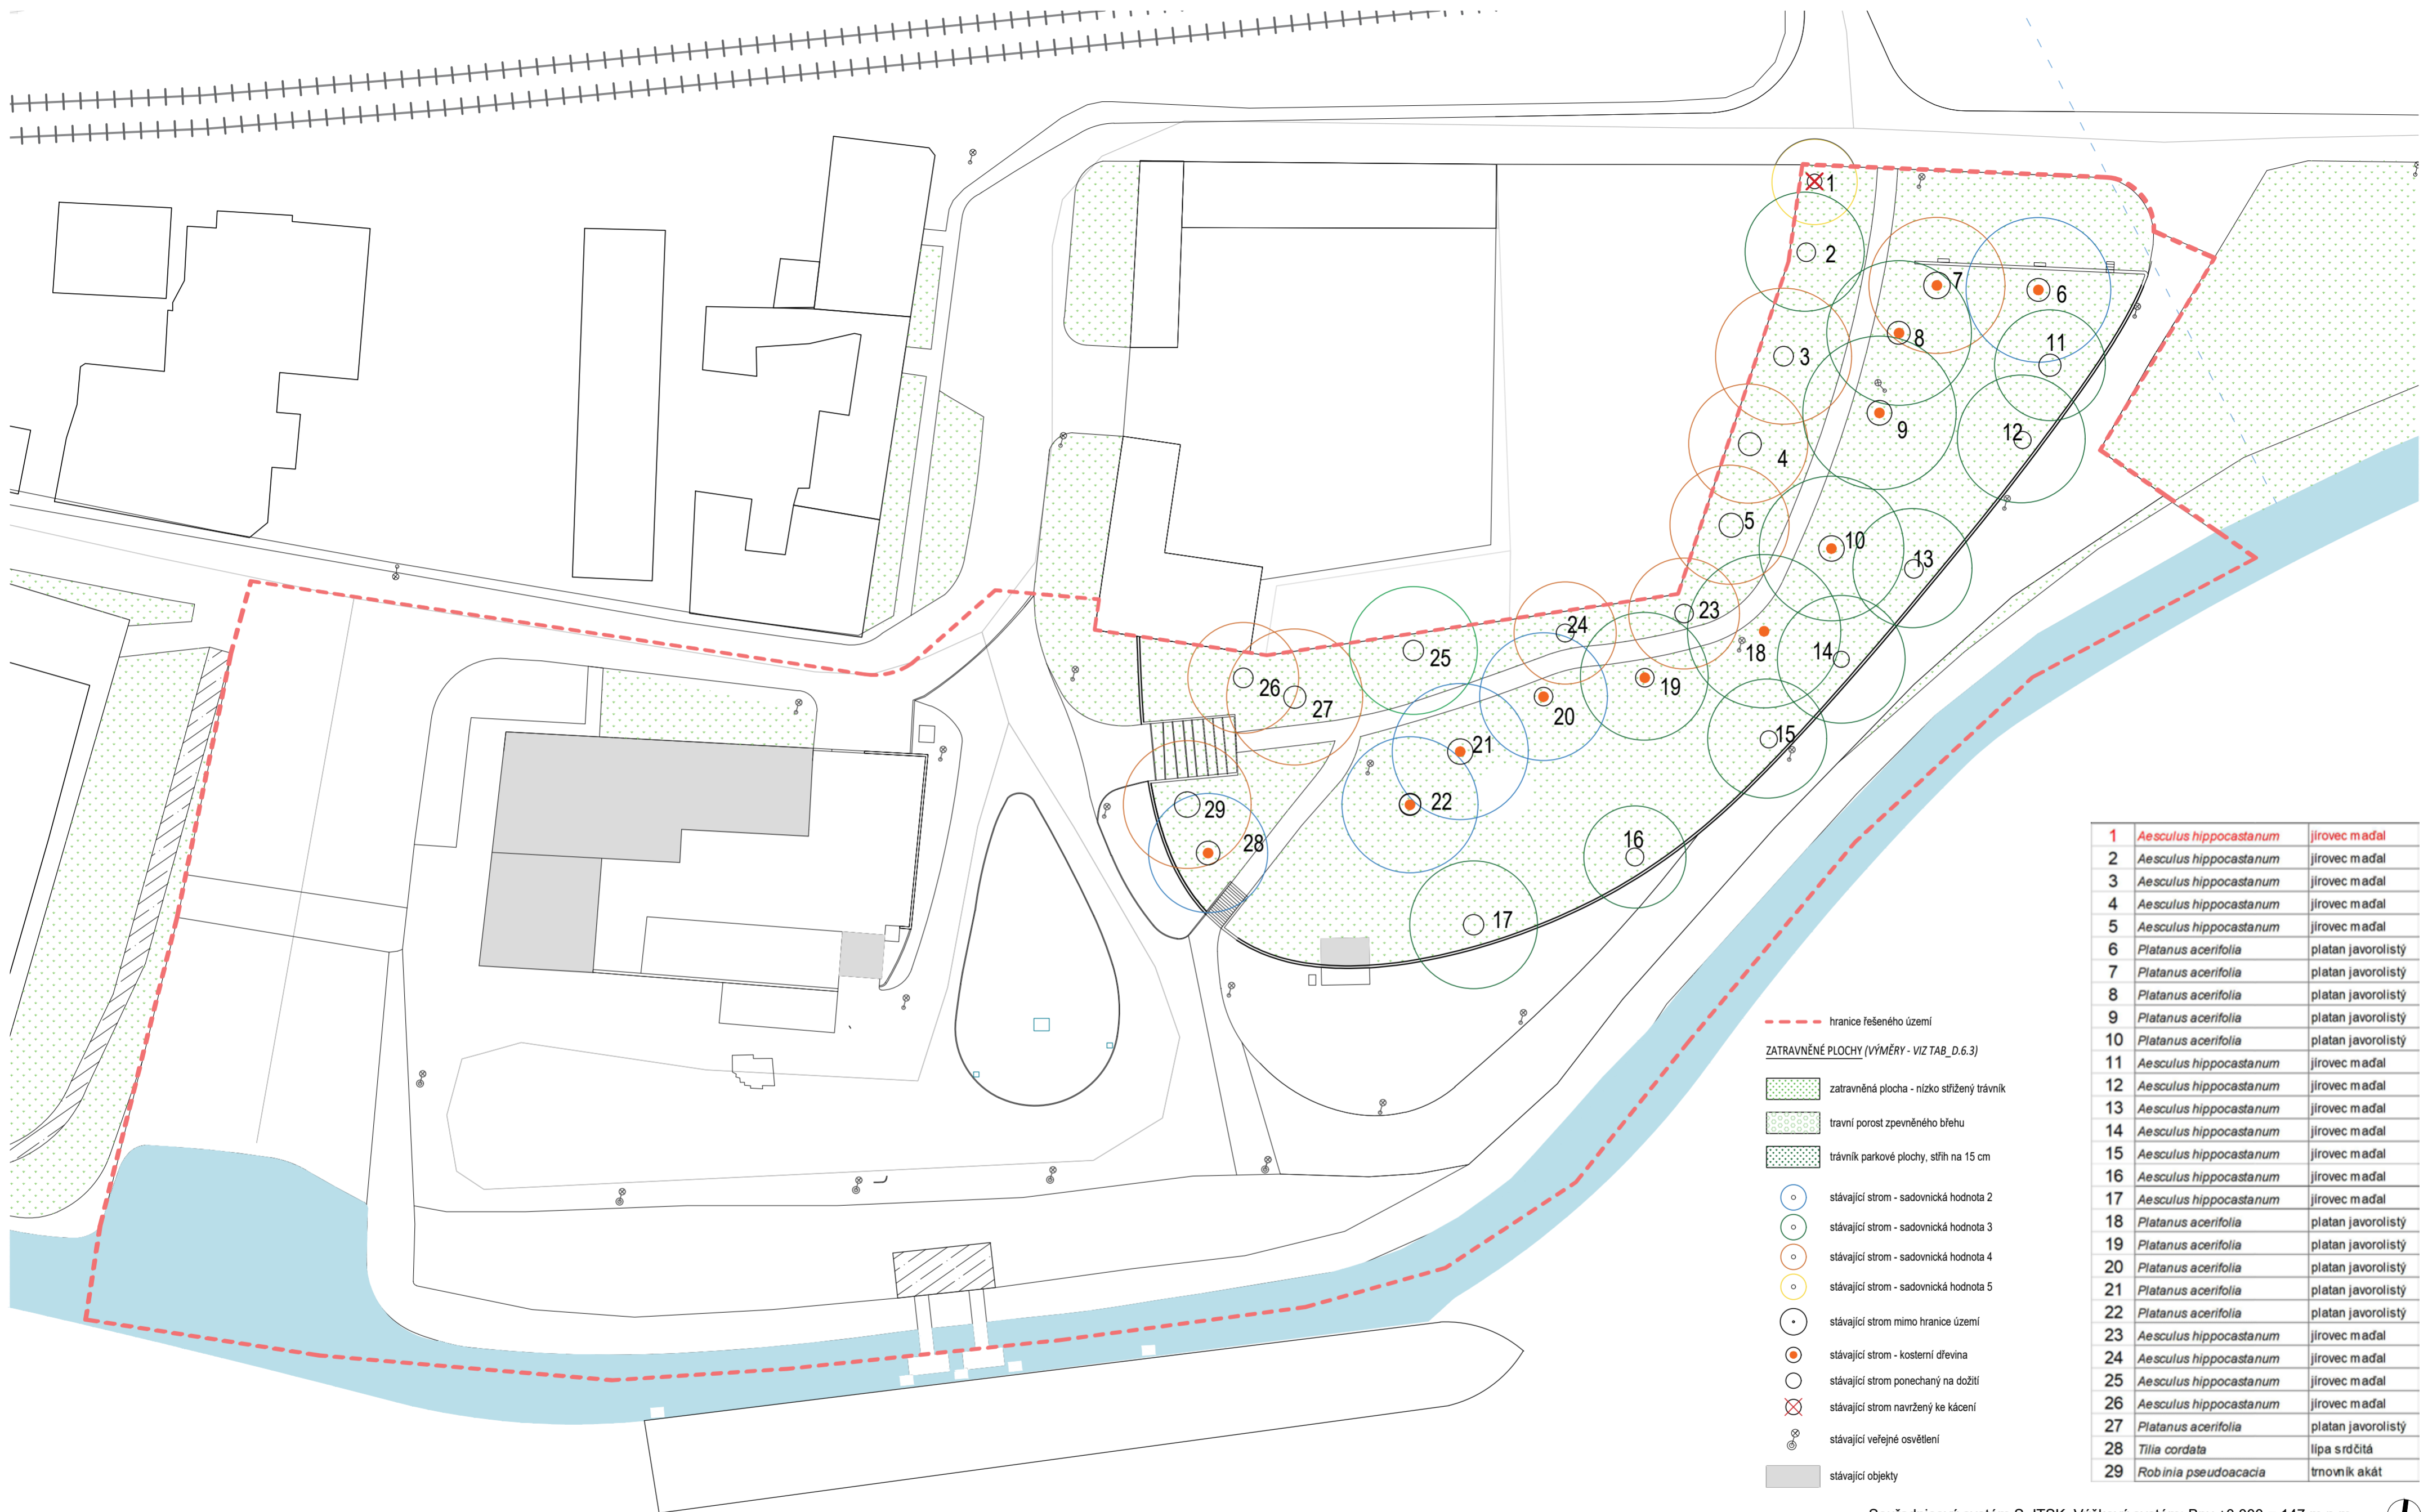 1
2
3
4
5
6
7
8
9
10
11
12
13
14
15
16
17
18
19
20
21
22
23
24
25
26
27
28
29
hranice řešeného území
ZATRAVNĚNÉ PLOCHY (VÝMĚRY - VIZ TAB_D.6.3)
zatravněná plocha - nízko střižený trávník
travní porost zpevněného břehu
trávník parkové plochy, střih na 15 cm
stávající strom - sadovnická hodnota 2
stávající strom - sadovnická hodnota 3
stávající strom - sadovnická hodnota 4
stávající strom - sadovnická hodnota 5
stávající strom mimo hranice území
stávající strom - kosterní dřevina
stávající strom ponechaný na dožití
stávající strom navržený ke kácení
stávající veřejné osvětlení
stávající objekty
1 Aesculus hippocastanum jírovec maďal
2 Aesculus hippocastanum jírovec maďal
3 Aesculus hippocastanum jírovec maďal
4 Aesculus hippocastanum jírovec maďal
5 Aesculus hippocastanum jírovec maďal
6 Platanus acerifolia platan javorolistý
7 Platanus acerifolia platan javorolistý
8 Platanus acerifolia platan javorolistý
9 Platanus acerifolia platan javorolistý
10 Platanus acerifolia platan javorolistý
11 Aesculus hippocastanum jírovec maďal
12 Aesculus hippocastanum jírovec maďal
13 Aesculus hippocastanum jírovec maďal
14 Aesculus hippocastanum jírovec maďal
15 Aesculus hippocastanum jírovec maďal
16 Aesculus hippocastanum jírovec maďal
17 Aesculus hippocastanum jírovec maďal
18 Platanus acerifolia platan javorolistý
19 Platanus acerifolia platan javorolistý
20 Platanus acerifolia platan javorolistý
21 Platanus acerifolia platan javorolistý
22 Platanus acerifolia platan javorolistý
23 Aesculus hippocastanum jírovec maďal
24 Aesculus hippocastanum jírovec maďal
25 Aesculus hippocastanum jírovec maďal
26 Aesculus hippocastanum jírovec maďal
27 Platanus acerifolia platan javorolistý
28 Tilia cordata lípa srdčitá
29 Robinia pseudoacacia trnovník akát